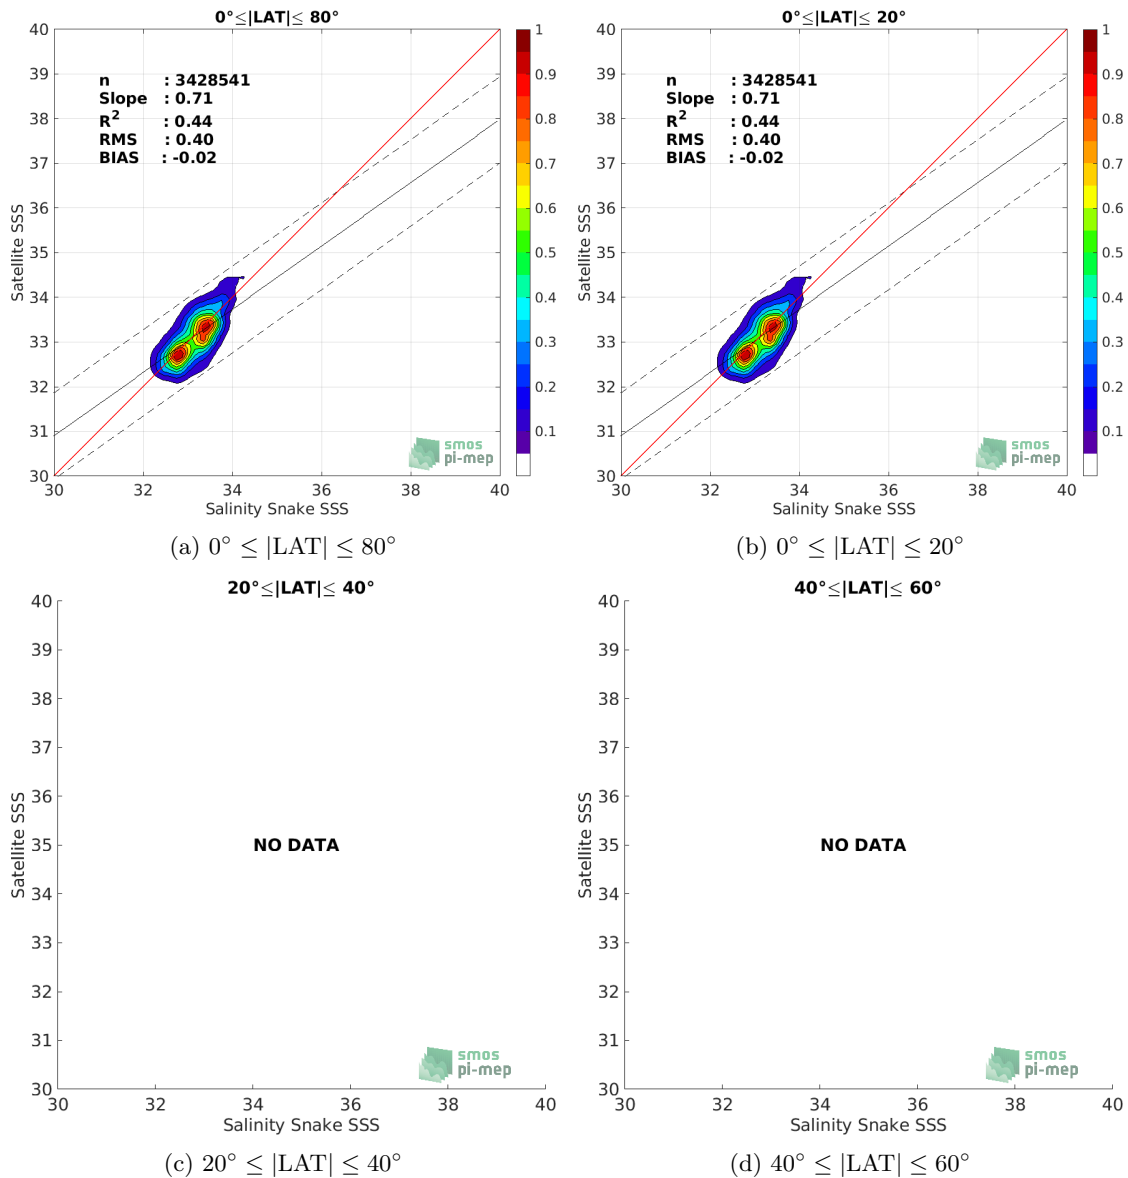 0°≤|LAT|≤ 80°
40
39
38
37
36
35
34
33
32
31
30
Satellite SSS
n : 3428541
Slope : 0.71
R2 : 0.44
RMS : 0.40
BIAS : -0.02
smos
pi-mep
30 32 34 36 38 40
Salinity Snake SSS
1
0.9
0.8
0.7
0.6
0.5
0.4
0.3
0.2
0.1
(a) 0° ≤ |LAT| ≤ 80°
0°≤|LAT|≤ 20°
40
39
38
37
36
35
34
33
32
31
30
Satellite SSS
n : 3428541
Slope : 0.71
R2 : 0.44
RMS : 0.40
BIAS : -0.02
smos
pi-mep
30 32 34 36 38 40
Salinity Snake SSS
1
0.9
0.8
0.7
0.6
0.5
0.4
0.3
0.2
0.1
(b) 0° ≤ |LAT| ≤ 20°
20°≤|LAT|≤ 40°
40
39
38
37
36
35
34
33
32
31
30
Satellite SSS
NO DATA
smos
pi-mep
30 32 34 36 38 40
Salinity Snake SSS
(c) 20° ≤ |LAT| ≤ 40°
40°≤|LAT|≤ 60°
40
39
38
37
36
35
34
33
32
31
30
Satellite SSS
NO DATA
smos
pi-mep
30 32 34 36 38 40
Salinity Snake SSS
(d) 40° ≤ |LAT| ≤ 60°